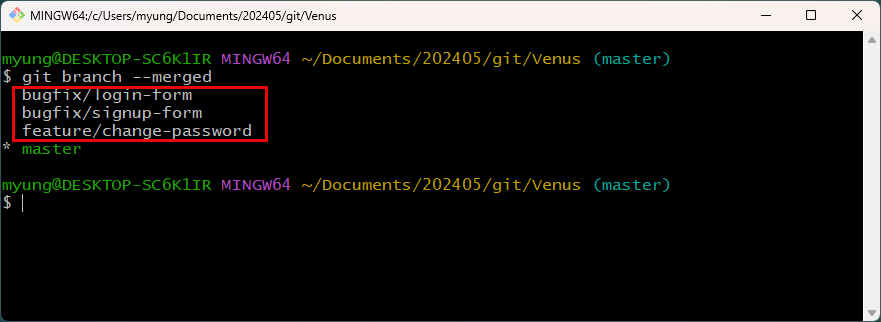 MINGW64:/c/Users/myung/Documents/202405/git/Venus
myung@DESKTOP-SC6K1IR MINGW64 ~/Documents/202405/git/Venus (master)
$ git branch --merged
bugfix/login-form
bugfix/signup-form
feature/change-password
* master
myung@DESKTOP-SC6K1IR MINGW64 ~/Documents/202405/git/Venus (master)
$